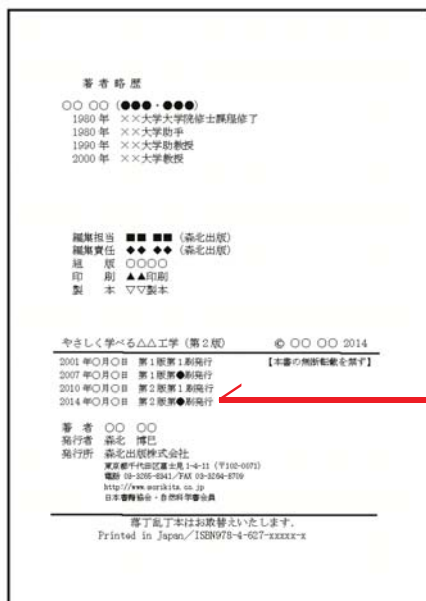 著者略歴
○○ ○○ (●●●・●●●)
1980年 ××大学大学院修士課程修了
1980年 ××大学助手
1990年 ××大学助教授
2000年 ××大学教授
編集担当 ■■ ■■ (森北出版)
編集責任 ◆◆ ◆◆ (森北出版)
組版 ○○○○
印刷 ▲▲印刷
製本 ▽▽製本
やさしく学べる△△工学 (第2版) © ○○ ○○ 2014
2001年○月○日 第1版第1刷発行 【本書の無断転載を禁ず】
2007年○月○日 第1版第●刷発行
2010年○月○日 第2版第1刷発行
2014年○月○日 第2版第●刷発行
著者 ○○ ○○
発行者 森北 博巳
発行所 森北出版株式会社
東京都千代田区富士見1-4-11 (〒102-0071)
電話 03-3265-8341/FAX 03-3264-8709
http://www.morikita.co.jp
日本書籍協会・自然科学書会員
落丁乱丁本はお取替えいたします.
Printed in Japan/ISBN978-4-627-xxxxx-x